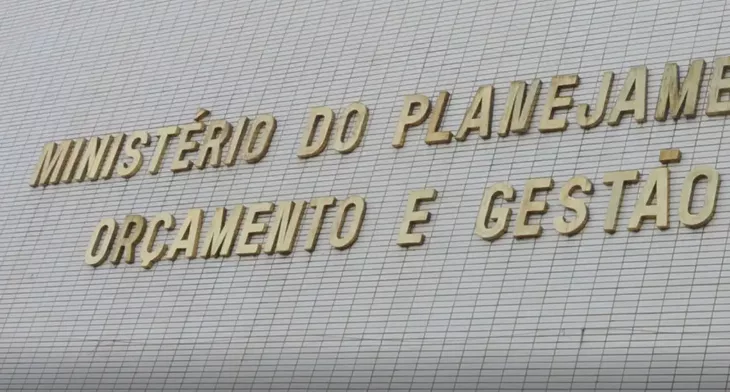 MINISTÉRIO DO PLANEJAME
ORÇAMENTO E GESTÃO